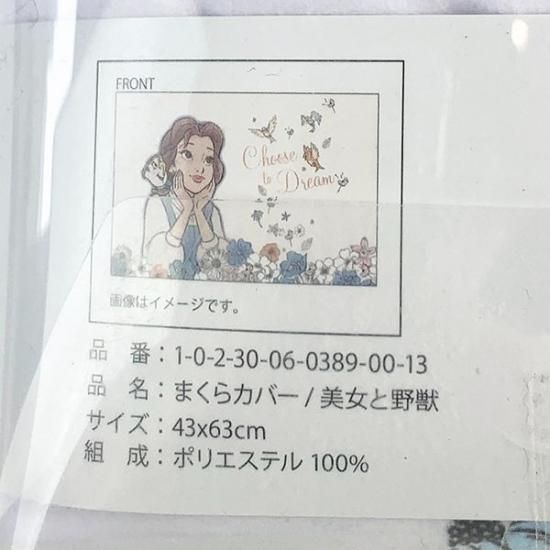 FRONT
Choose
to Dream
画像はイメージです。
品 番：1-0-2-30-06-0389-00-13
品 名：まくらカバー / 美女と野獣
サイズ：43x63cm
組 成：ポリエステル 100%